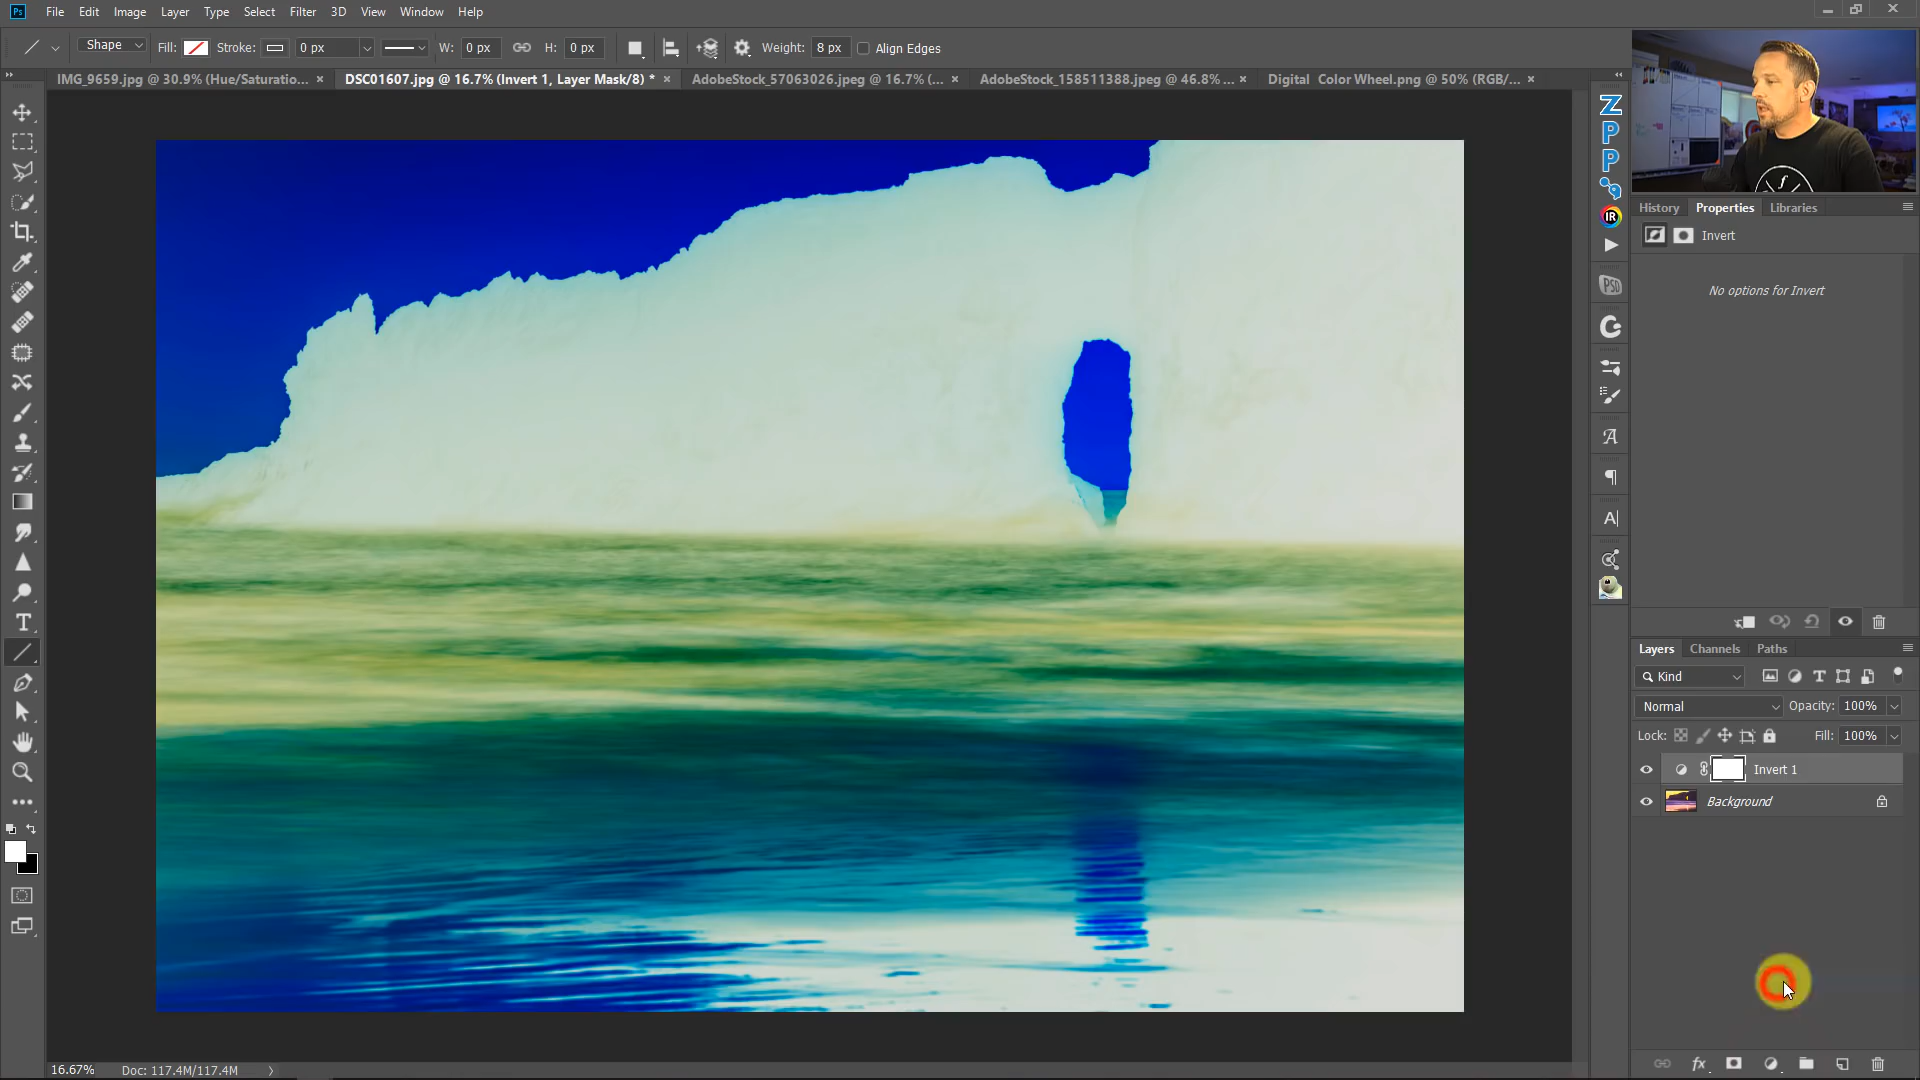 Ps File Edit Image Layer Type Select Filter 3D View Window Help
Shape Fill: Stroke: 0 px W: 0 px H: 0 px Weight: 8 px Align Edges
IMG_9659.jpg @ 30.9% (Hue/Saturatio... × DSC01607.jpg @ 16.7% (Invert 1, Layer Mask/8) * × AdobeStock_57063026.jpeg @ 16.7% (... × AdobeStock_158511388.jpeg @ 46.8% ... × Digital Color Wheel.png @ 50% (RGB/... ×
Z
P
P
IR
History Properties Libraries
Invert
No options for Invert
Layers Channels Paths
Kind
Normal Opacity: 100%
Lock: Fill: 100%
Invert 1
Background
fx
16.67% Doc: 117.4M/117.4M